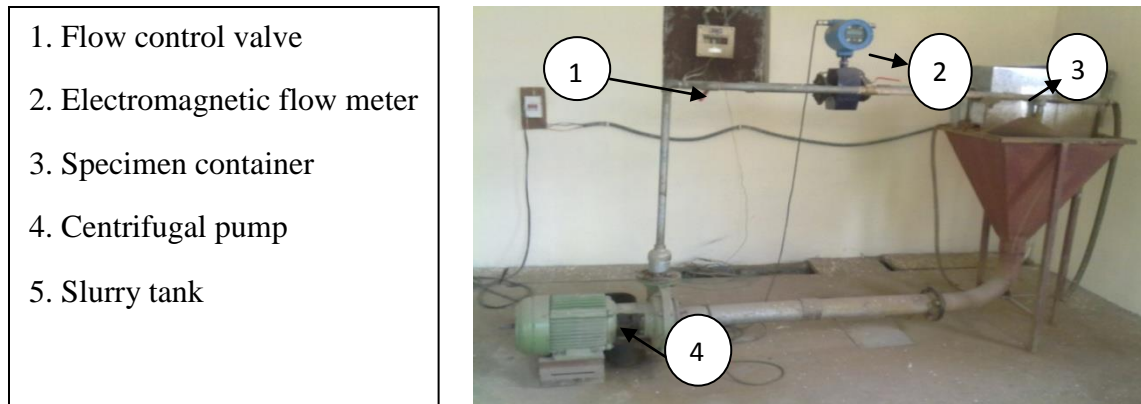 1. Flow control valve
2. Electromagnetic flow meter
3. Specimen container
4. Centrifugal pump
5. Slurry tank
1
2
3
4